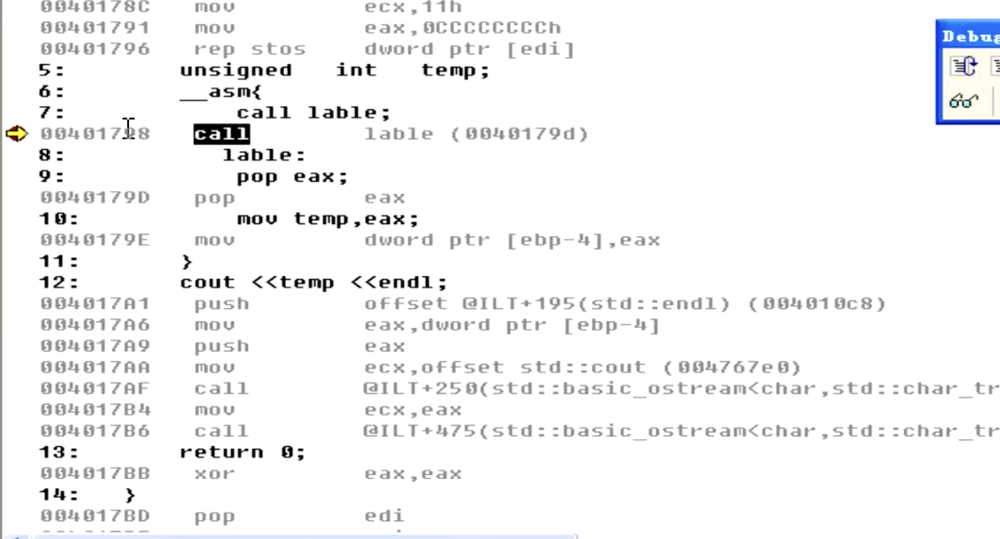 0040178C mov ecx,11h
00401791 mov eax,0CCCCCCCCh
00401796 rep stos dword ptr [edi]
5: unsigned int temp;
6: __asm{
7: call lable;
00401798 call lable (0040179d)
8: lable:
9: pop eax;
0040179D pop eax
10: mov temp,eax;
0040179E mov dword ptr [ebp-4],eax
11: }
12: cout <<temp <<endl;
004017A1 push offset @ILT+195(std::endl) (004010c8)
004017A6 mov eax,dword ptr [ebp-4]
004017A9 push eax
004017AA mov ecx,offset std::cout (004767e0)
004017AF call @ILT+250(std::basic_ostream<char,std::char_tr
004017B4 mov ecx,eax
004017B6 call @ILT+475(std::basic_ostream<char,std::char_tr
13: return 0;
004017BB xor eax,eax
14: }
004017BD pop edi
Debug